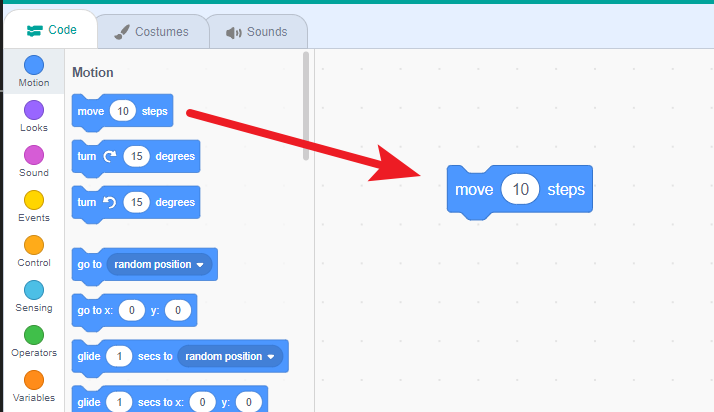 Code Costumes Sounds
Motion
Looks
Sound
Events
Control
Sensing
Operators
Variables
Motion
move 10 steps
turn 15 degrees
turn 15 degrees
go to random position
go to x: 0 y: 0
glide 1 secs to random position
glide 1 secs to x: 0 y: 0
move 10 steps